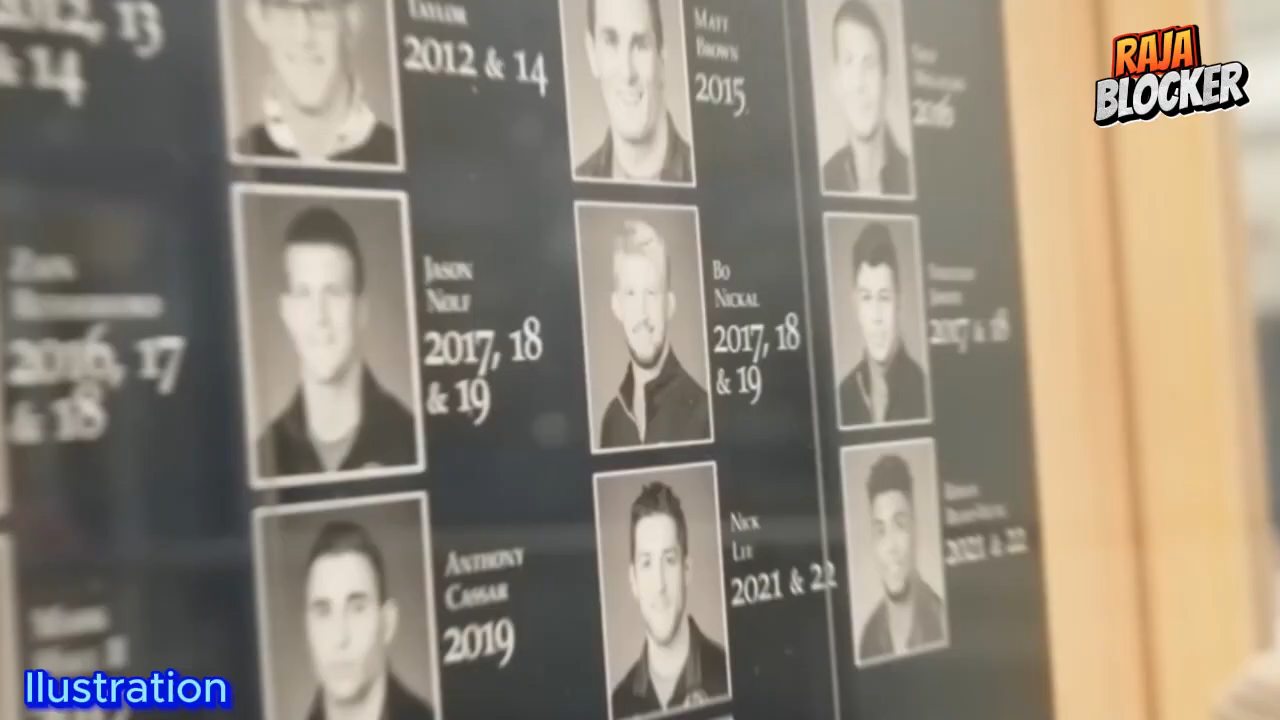 2012, 13
& 14
TAYLOR
2012 & 14
MATT
BROWN
2015
2016
RAJA
BLOCKER
ZAIN
2016, 17
& 18
JASON
NOLF
2017, 18
& 19
BO
NICKAL
2017, 18
& 19
2017 & 18
ANTHONY
CASSAR
2019
NICK
LEE
2021 & 22
2021 & 22
Ilustration